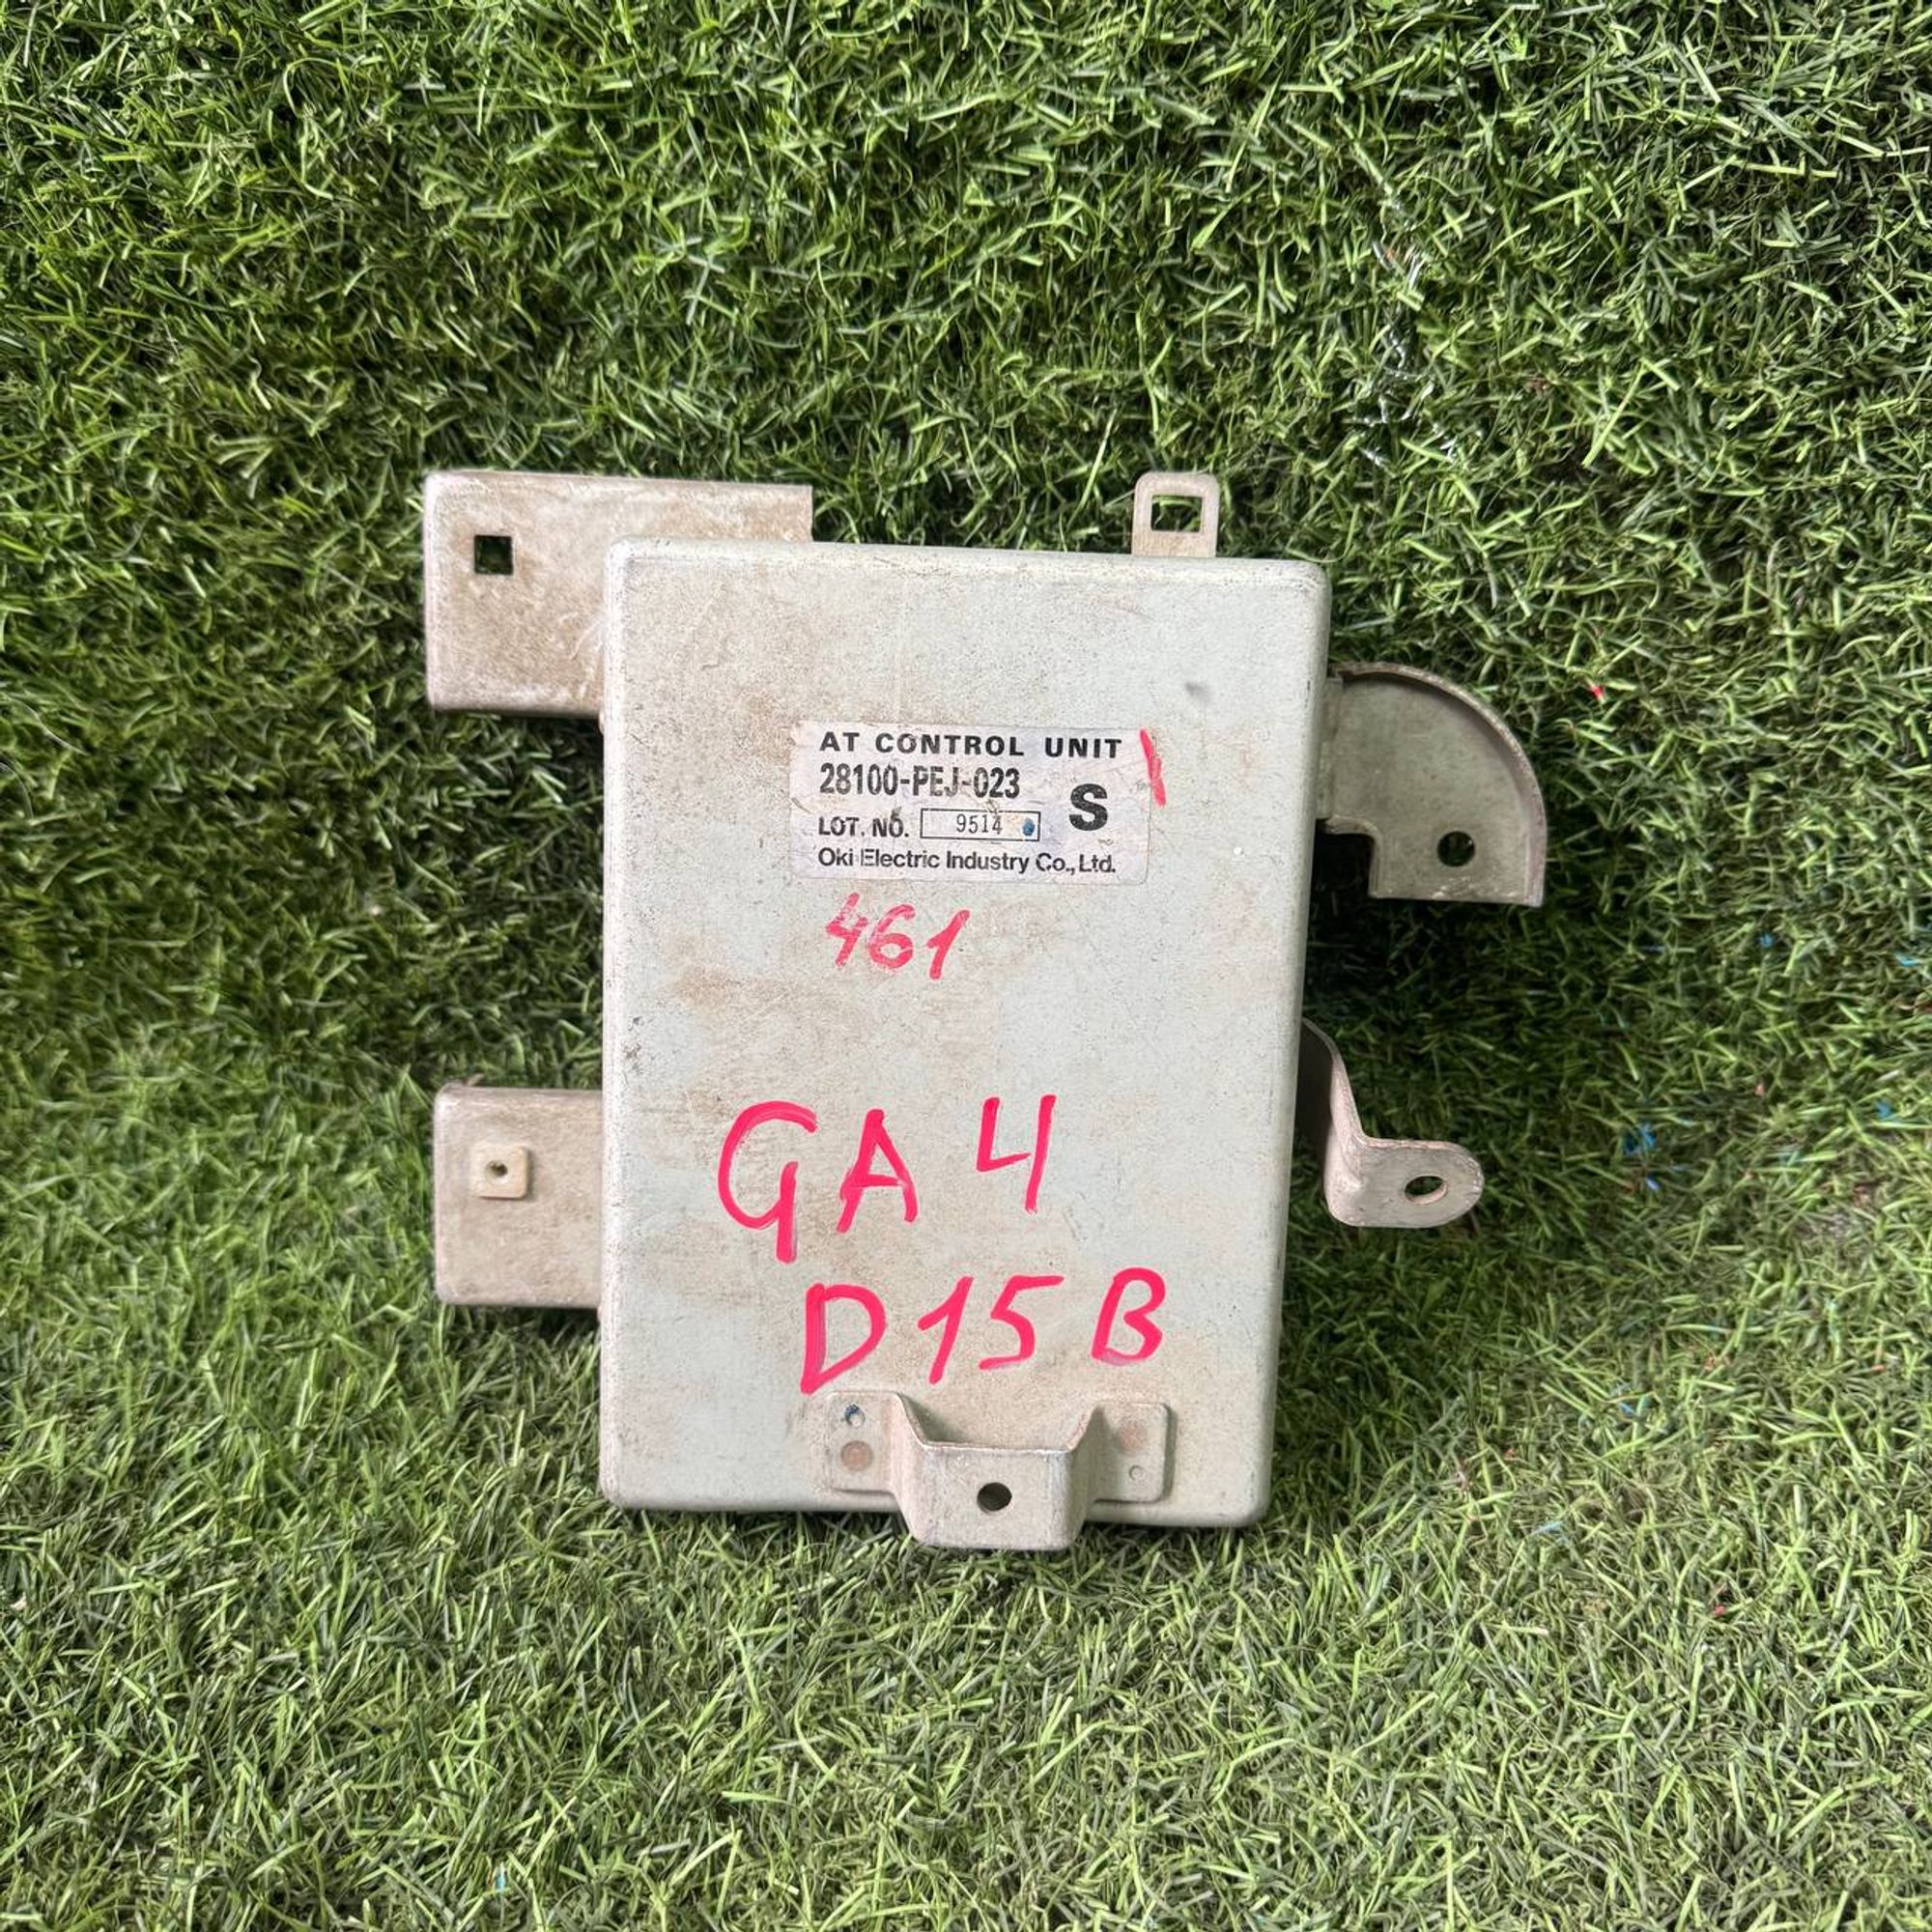 AT CONTROL UNIT
28100-PEJ-023 S
LOT. NO. 9514
Oki Electric Industry Co., Ltd.
461
GA4
D15B